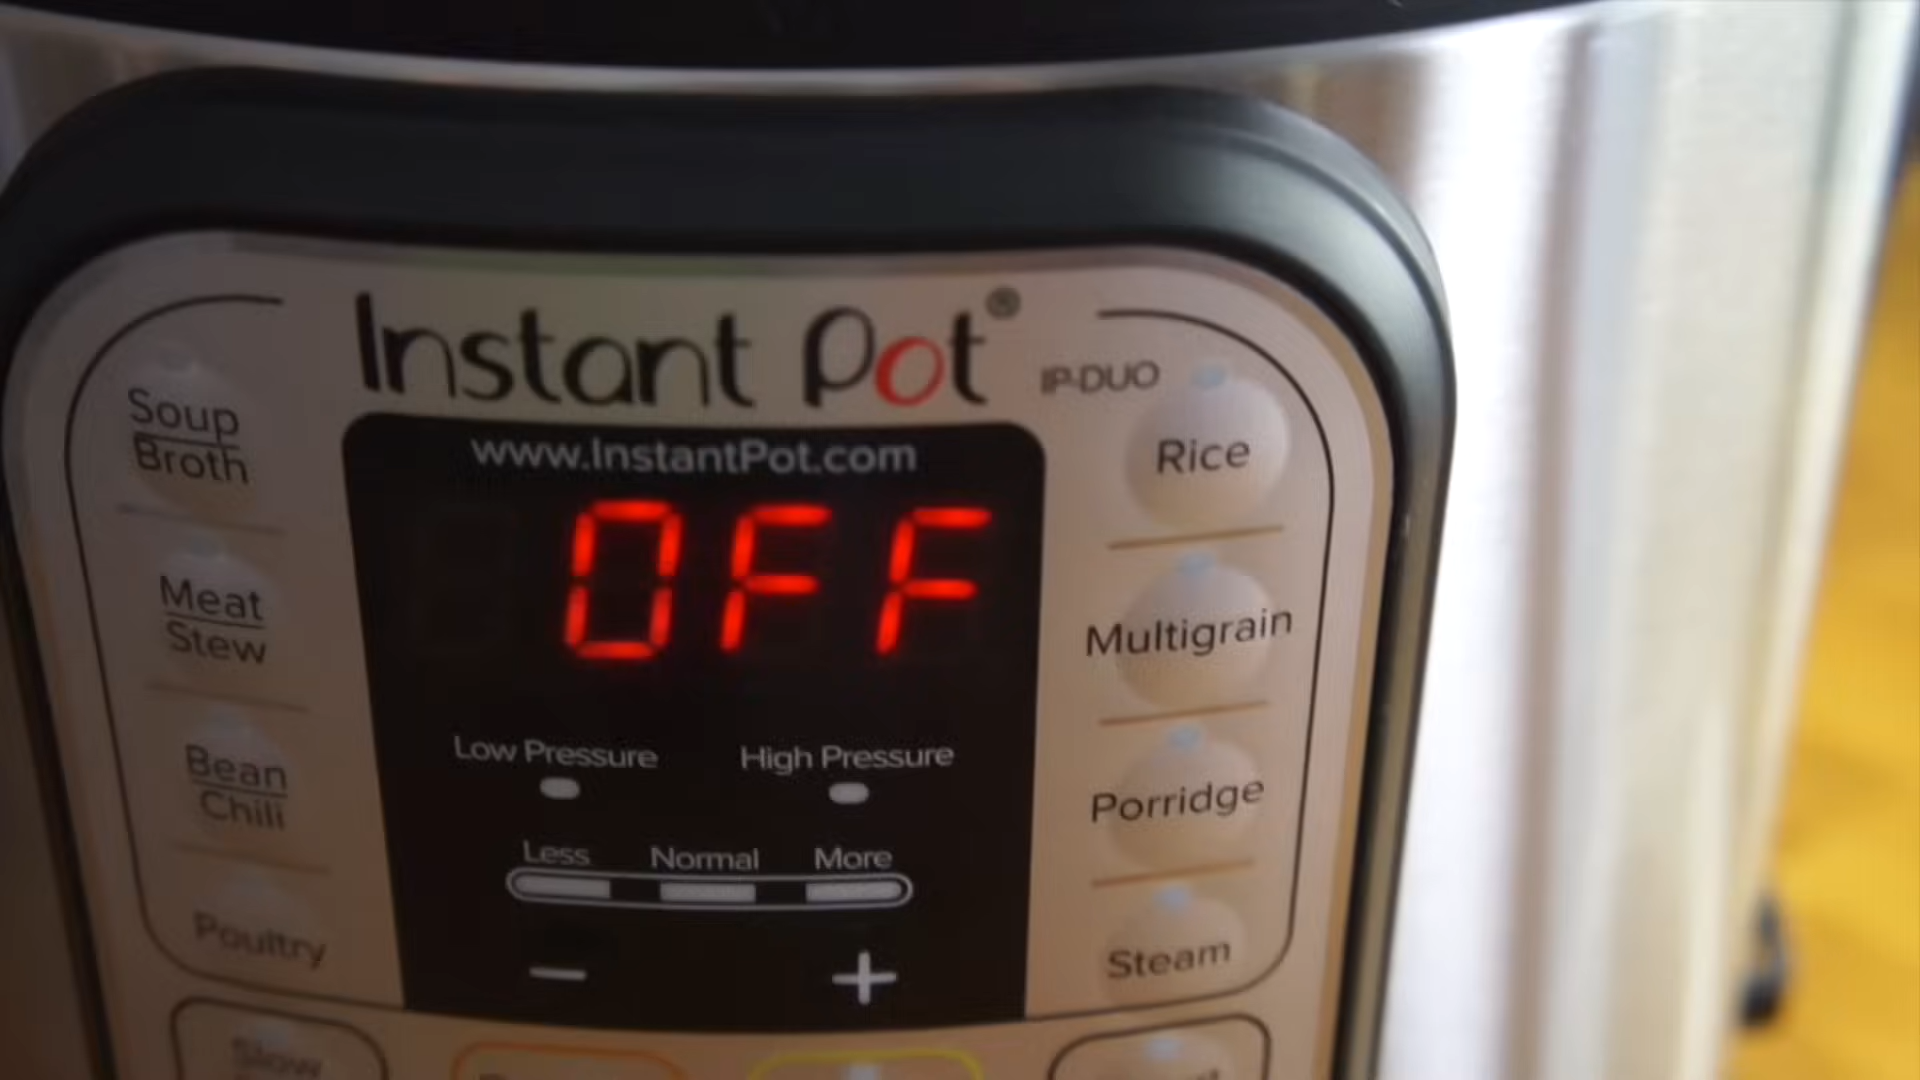 Instant Pot®
IP-DUO
www.InstantPot.com
OFF
Low Pressure
High Pressure
Less
Normal
More
−
+
Soup
Broth
Meat
Stew
Bean
Chili
Poultry
Slow
Rice
Multigrain
Porridge
Steam